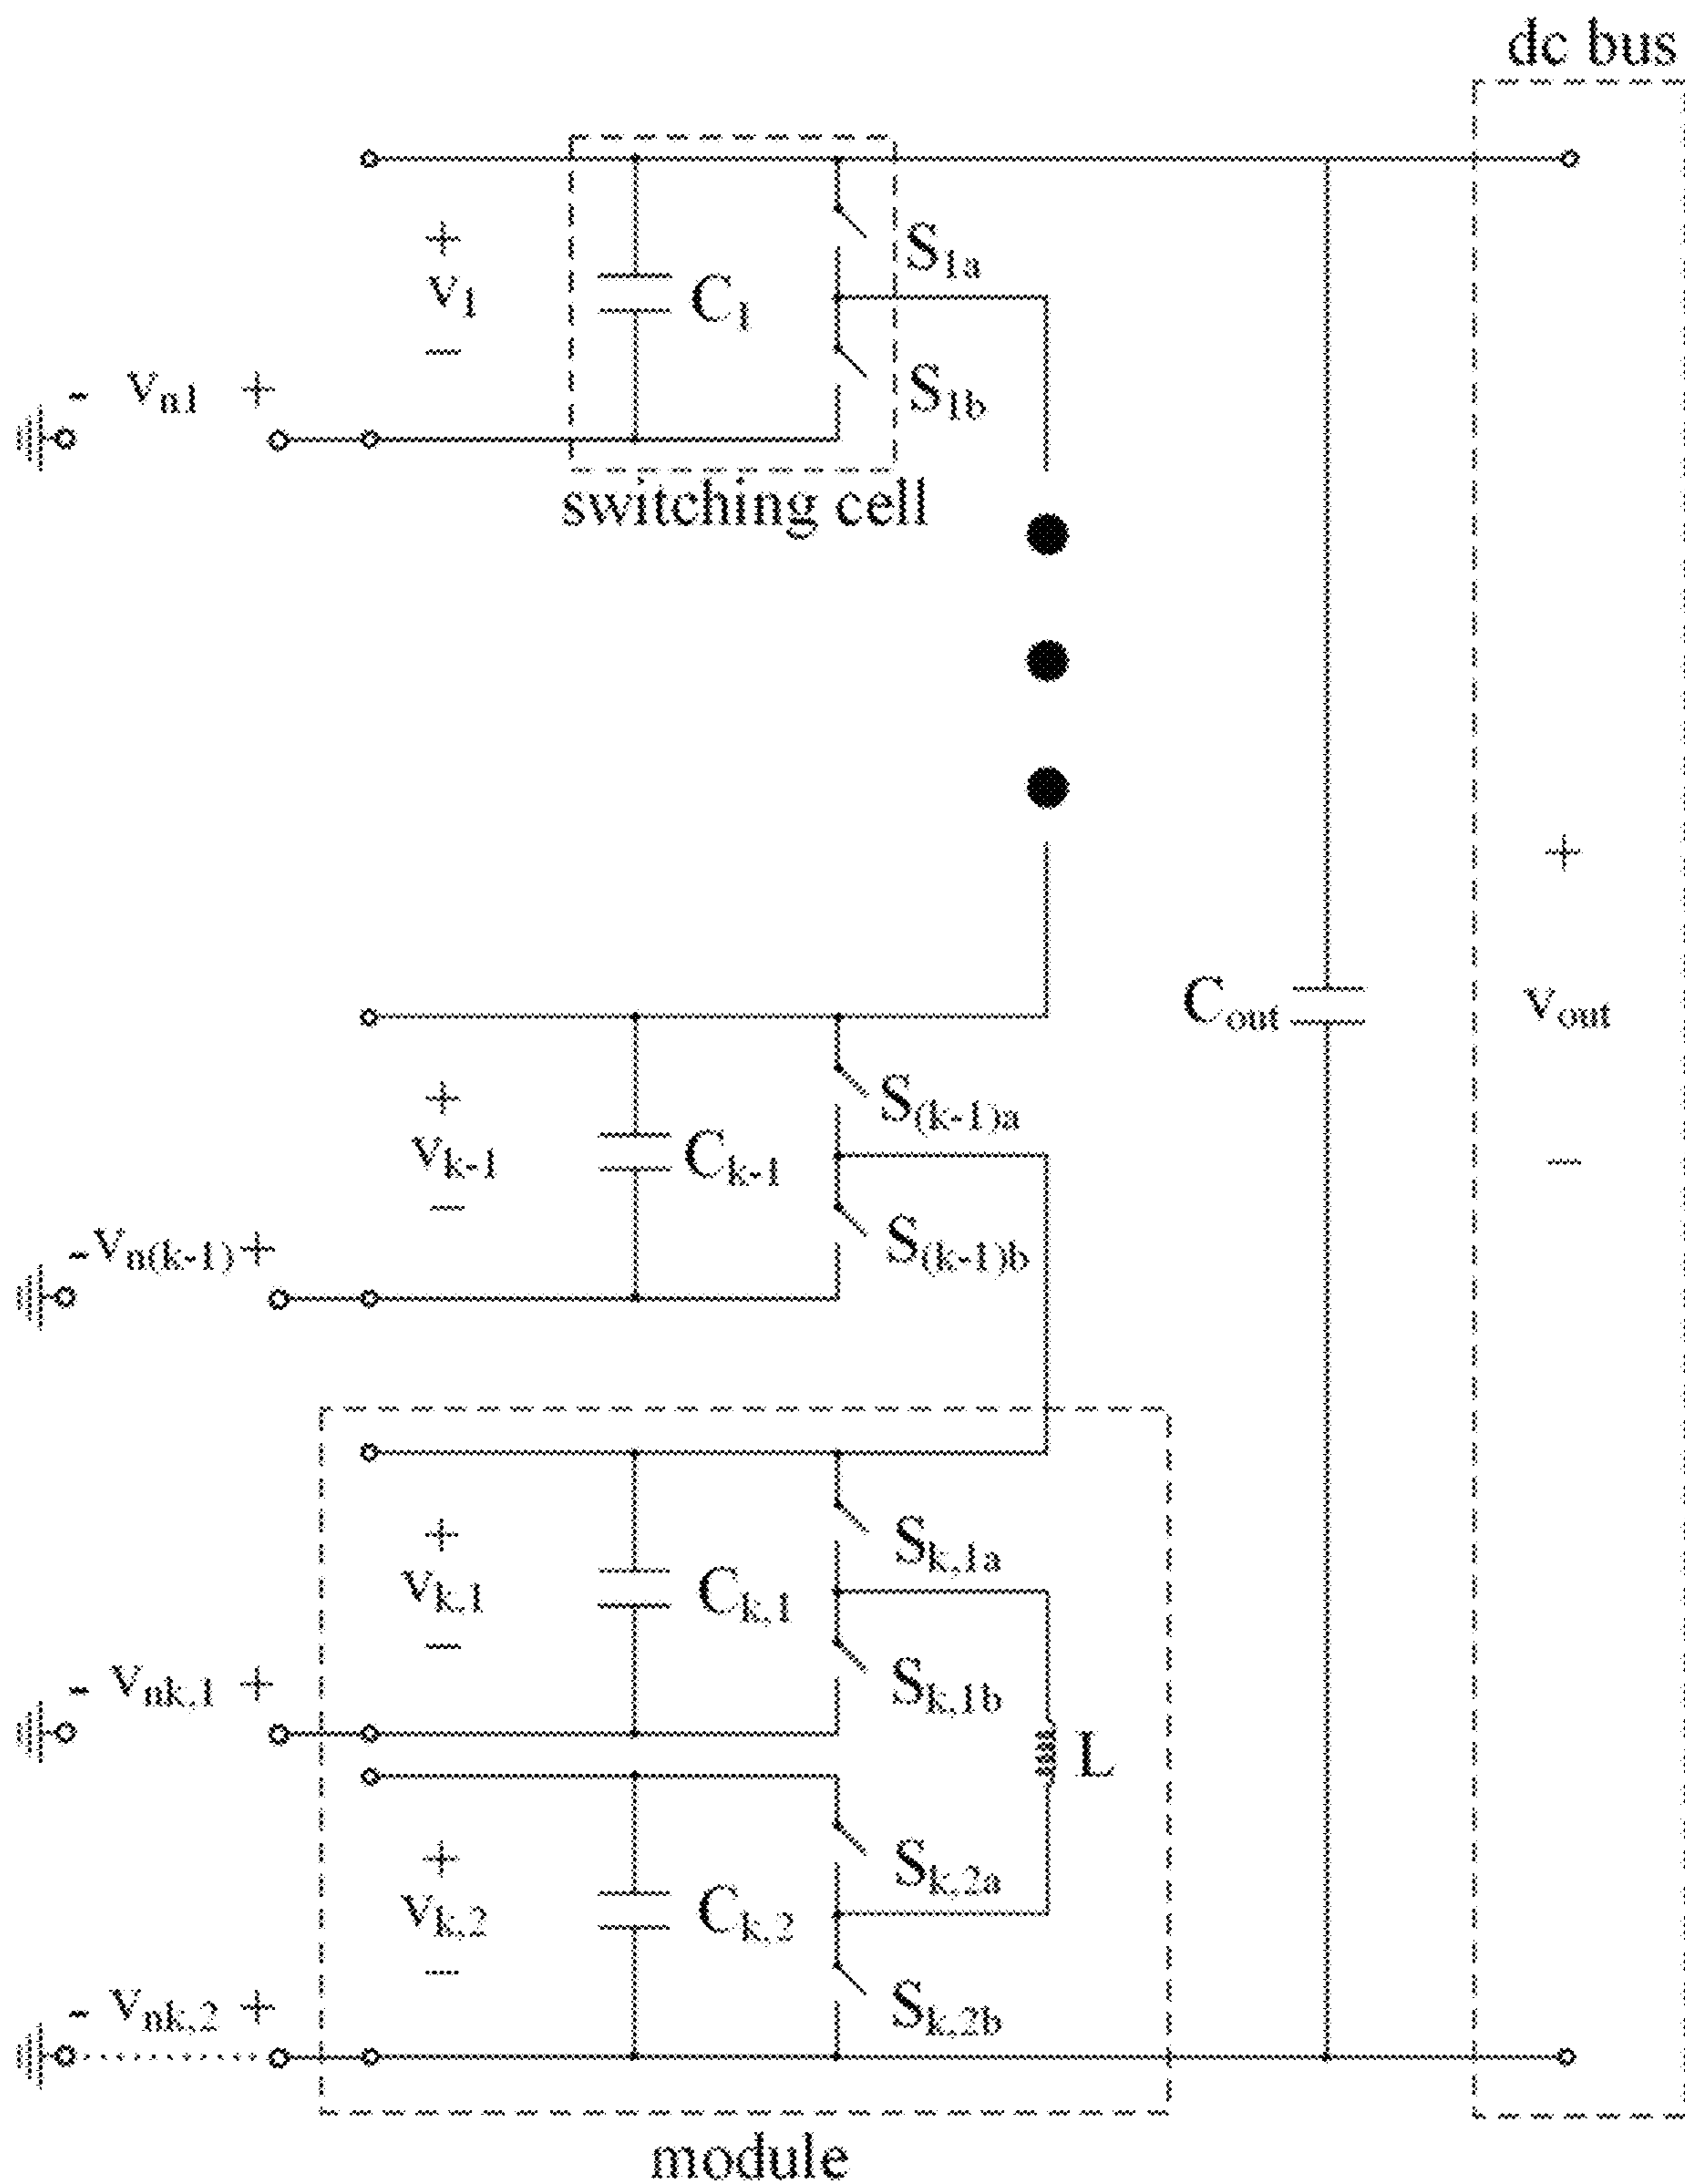 dc bus
+
v1
−
S1a
C1
S1b
- vn1 +
switching cell
+
vk-1
−
S(k-1)a
Ck-1
S(k-1)b
- vn(k-1) +
Cout
+
vout
−
+
vk,1
−
Sk,1a
Ck,1
Sk,1b
- vnk,1 +
L
+
vk,2
−
Sk,2a
Ck,2
Sk,2b
- vnk,2 +
module